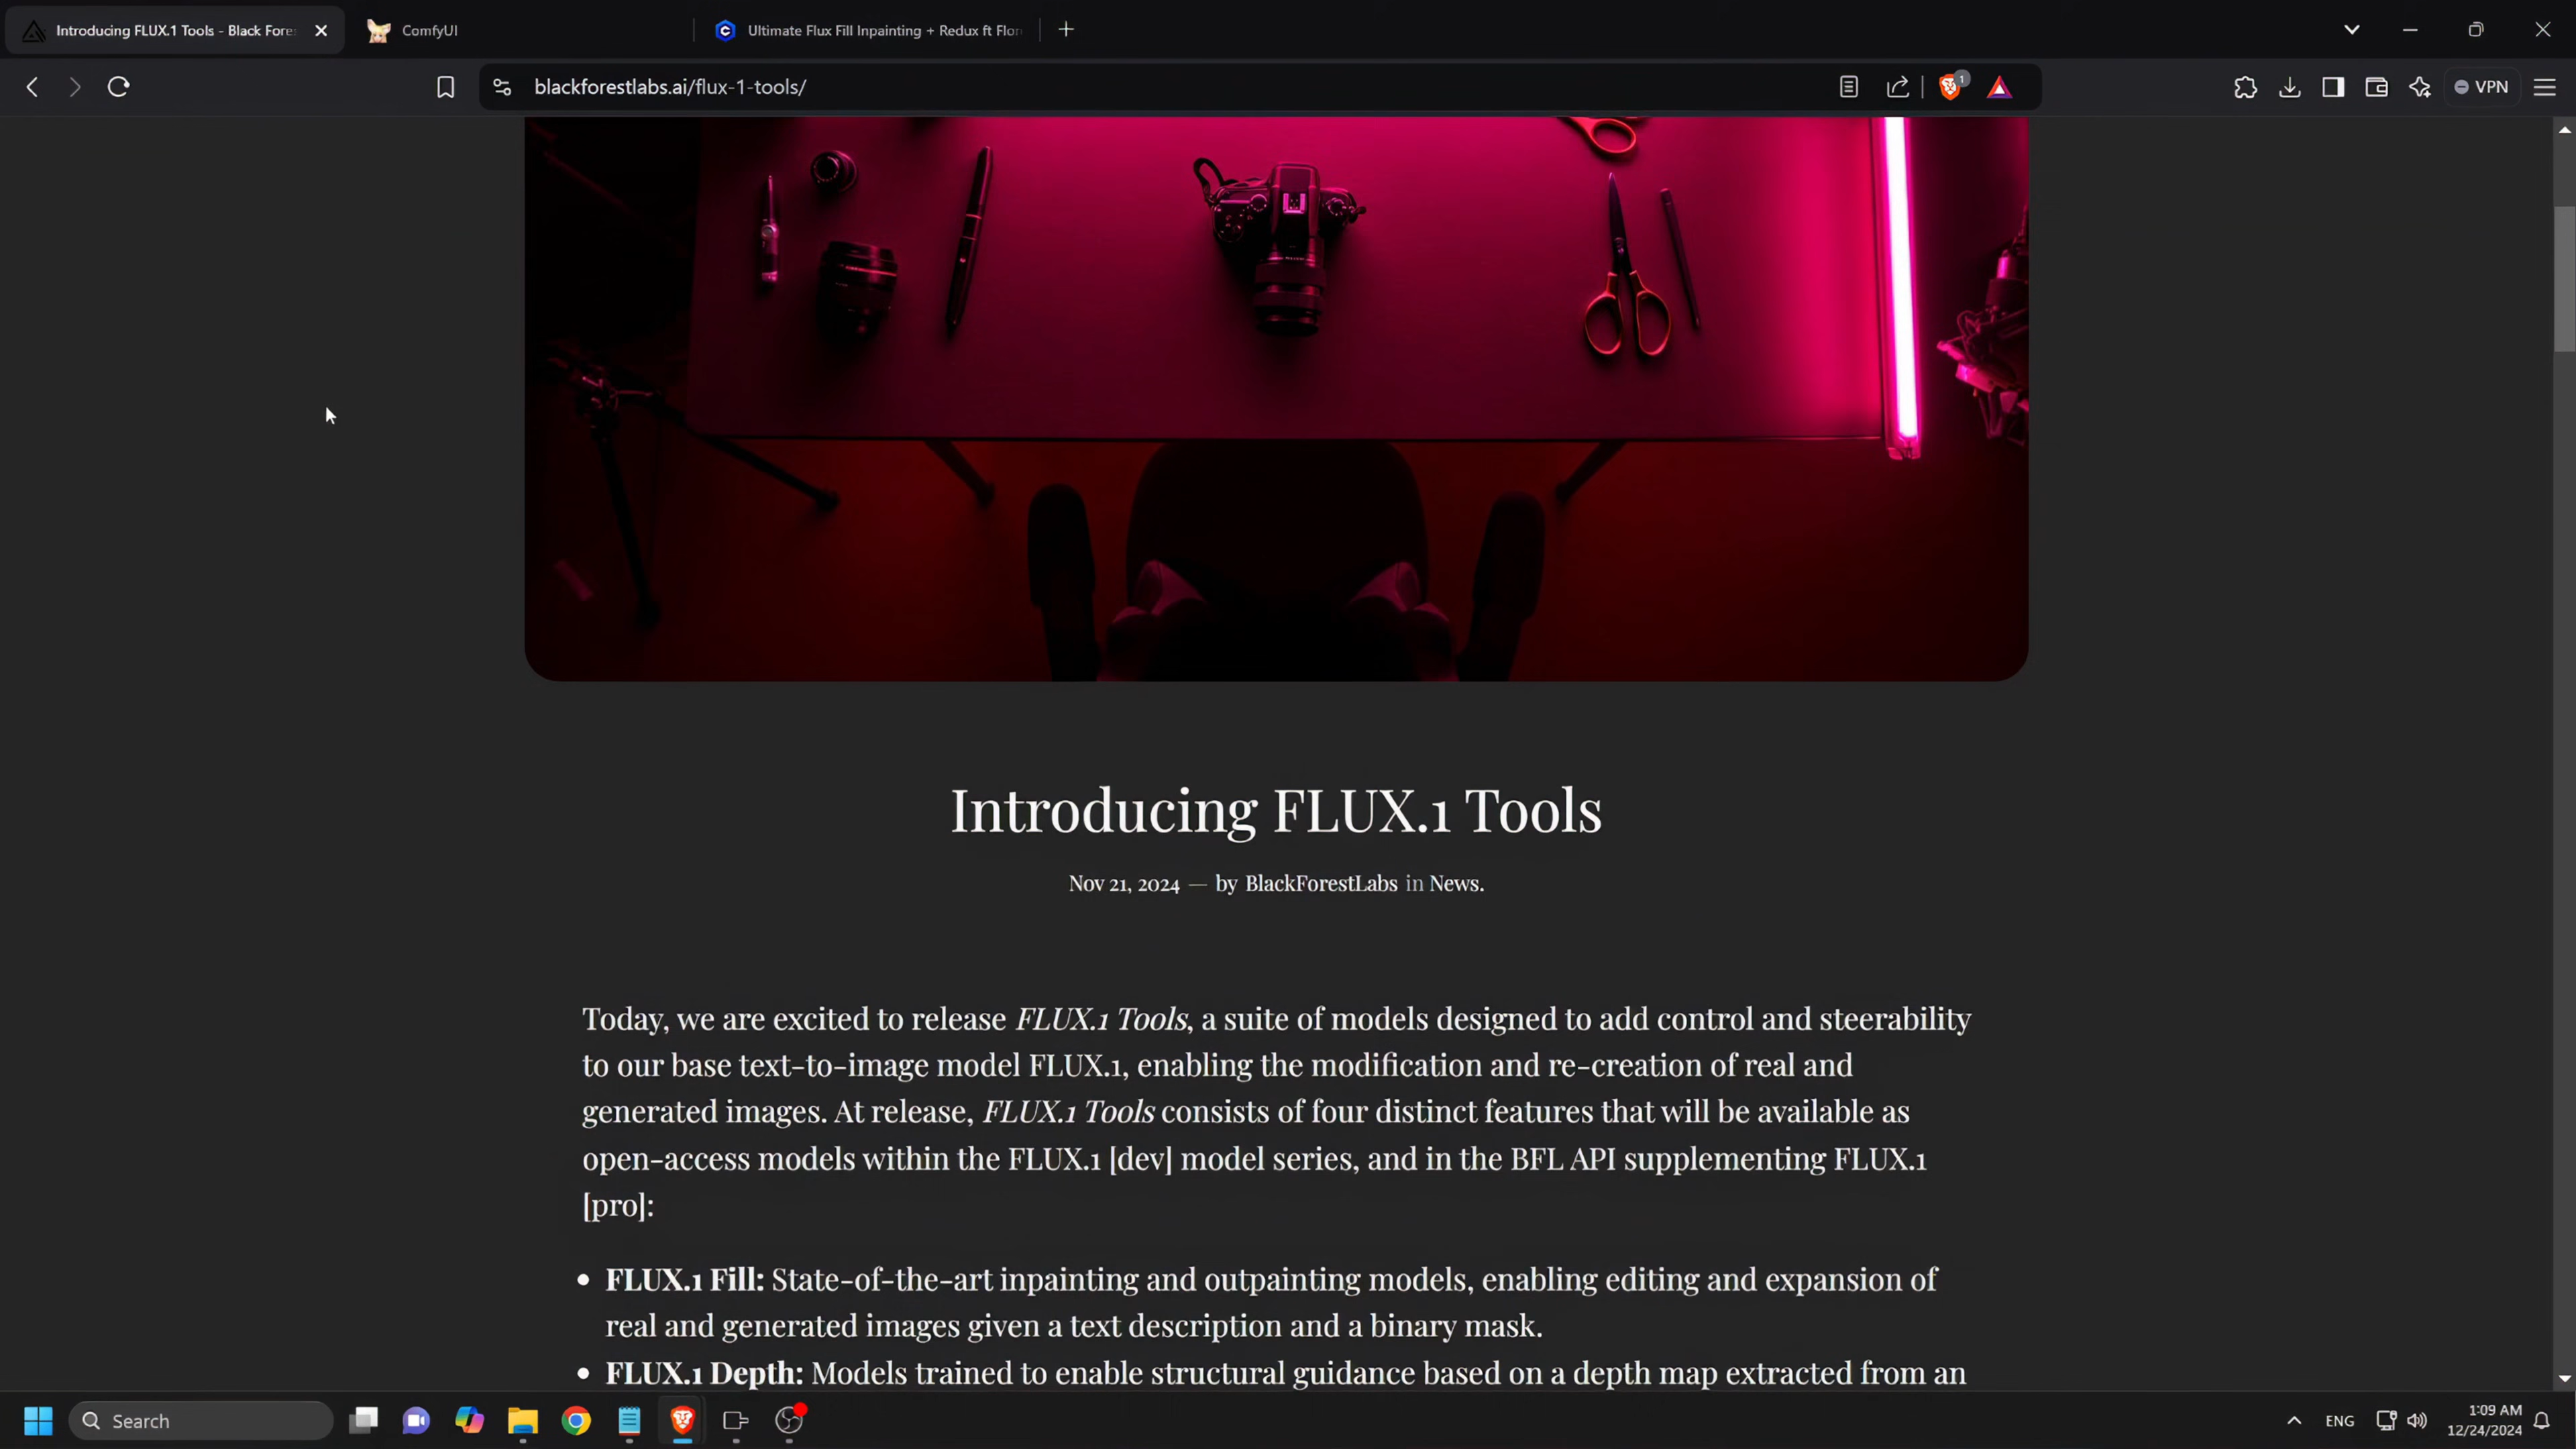 Introducing FLUX.1 Tools - Black Fores
ComfyUI
Ultimate Flux Fill Inpainting + Redux ft Flor
blackforestlabs.ai/flux-1-tools/
1
VPN
Introducing FLUX.1 Tools
Nov 21, 2024 — by BlackForestLabs in News.
Today, we are excited to release FLUX.1 Tools, a suite of models designed to add control and steerability
to our base text-to-image model FLUX.1, enabling the modification and re-creation of real and
generated images. At release, FLUX.1 Tools consists of four distinct features that will be available as
open-access models within the FLUX.1 [dev] model series, and in the BFL API supplementing FLUX.1
[pro]:
• FLUX.1 Fill: State-of-the-art inpainting and outpainting models, enabling editing and expansion of
real and generated images given a text description and a binary mask.
• FLUX.1 Depth: Models trained to enable structural guidance based on a depth map extracted from an
Search
ENG
1:09 AM
12/24/2024